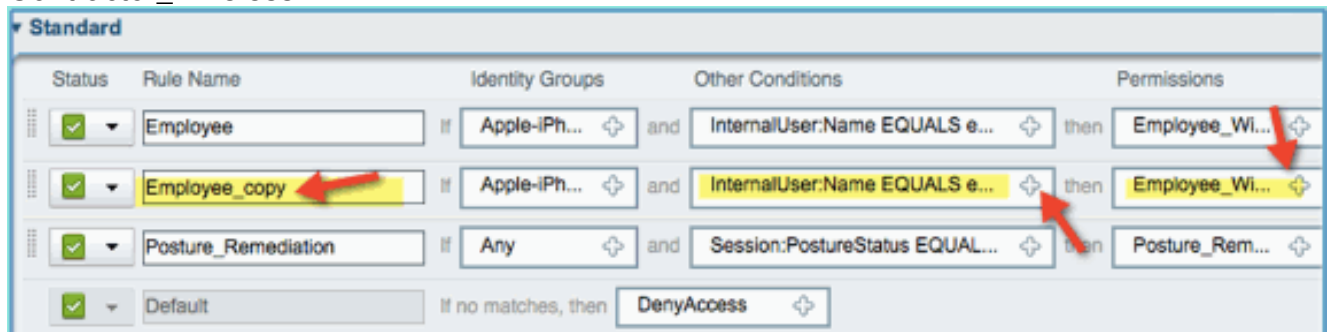 Standard
Status Rule Name Identity Groups Other Conditions Permissions
Employee If Apple-iPh... and InternalUser:Name EQUALS e... then Employee_Wi...
Employee_copy If Apple-iPh... and InternalUser:Name EQUALS e... then Employee_Wi...
Posture_Remediation If Any and Session:PostureStatus EQUAL... then Posture_Rem...
Default If no matches, then DenyAccess